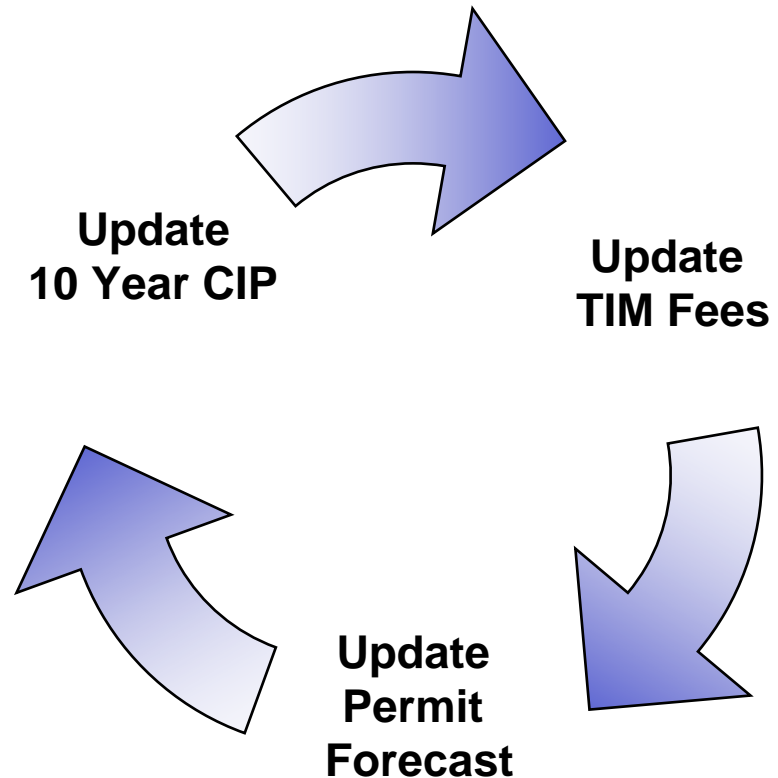 Update
10 Year CIP
Update
TIM Fees
Update
Permit
Forecast